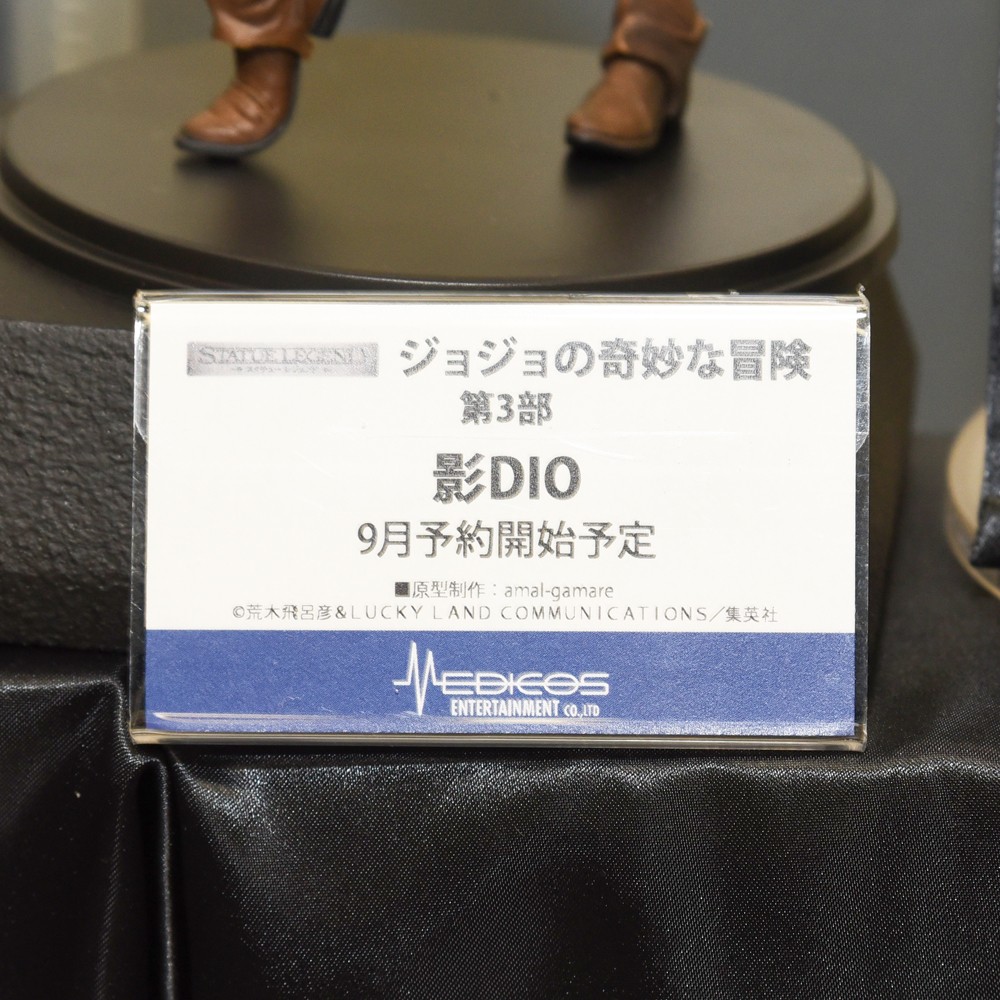 STATUE LEGEND ジョジョの奇妙な冒険
第3部
影DIO
9月予約開始予定
■原型制作：amal-gamare
©荒木飛呂彦&LUCKY LAND COMMUNICATIONS／集英社
MEDICOS
ENTERTAINMENT CO.,LTD